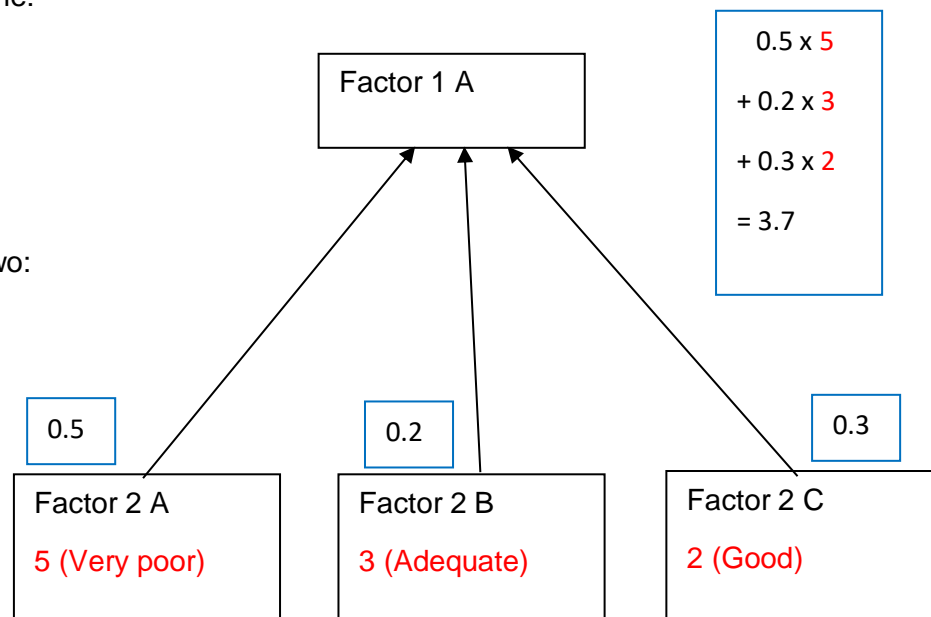 0.5 x 5
Factor 1 A
+ 0.2 x 3
+ 0.3 x 2
= 3.7
0.5
0.2
0.3
Factor 2 A
Factor 2 B
Factor 2 C
5 (Very poor)
3 (Adequate)
2 (Good)